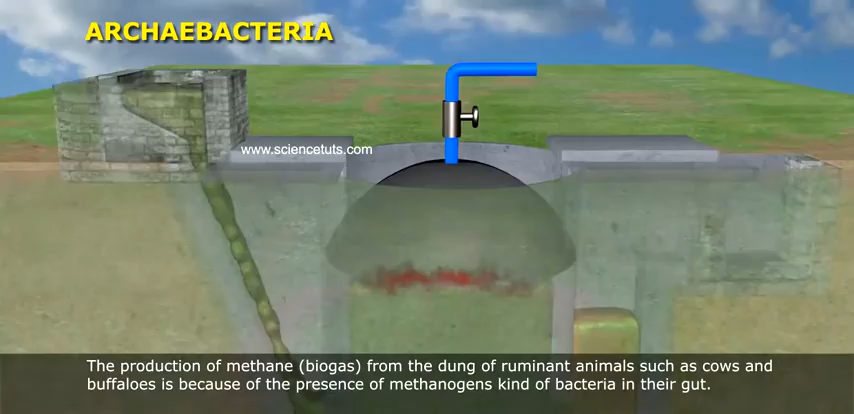 ARCHAEBACTERIA
www.sciencetuts.com
The production of methane (biogas) from the dung of ruminant animals such as cows and
buffaloes is because of the presence of methanogens kind of bacteria in their gut.